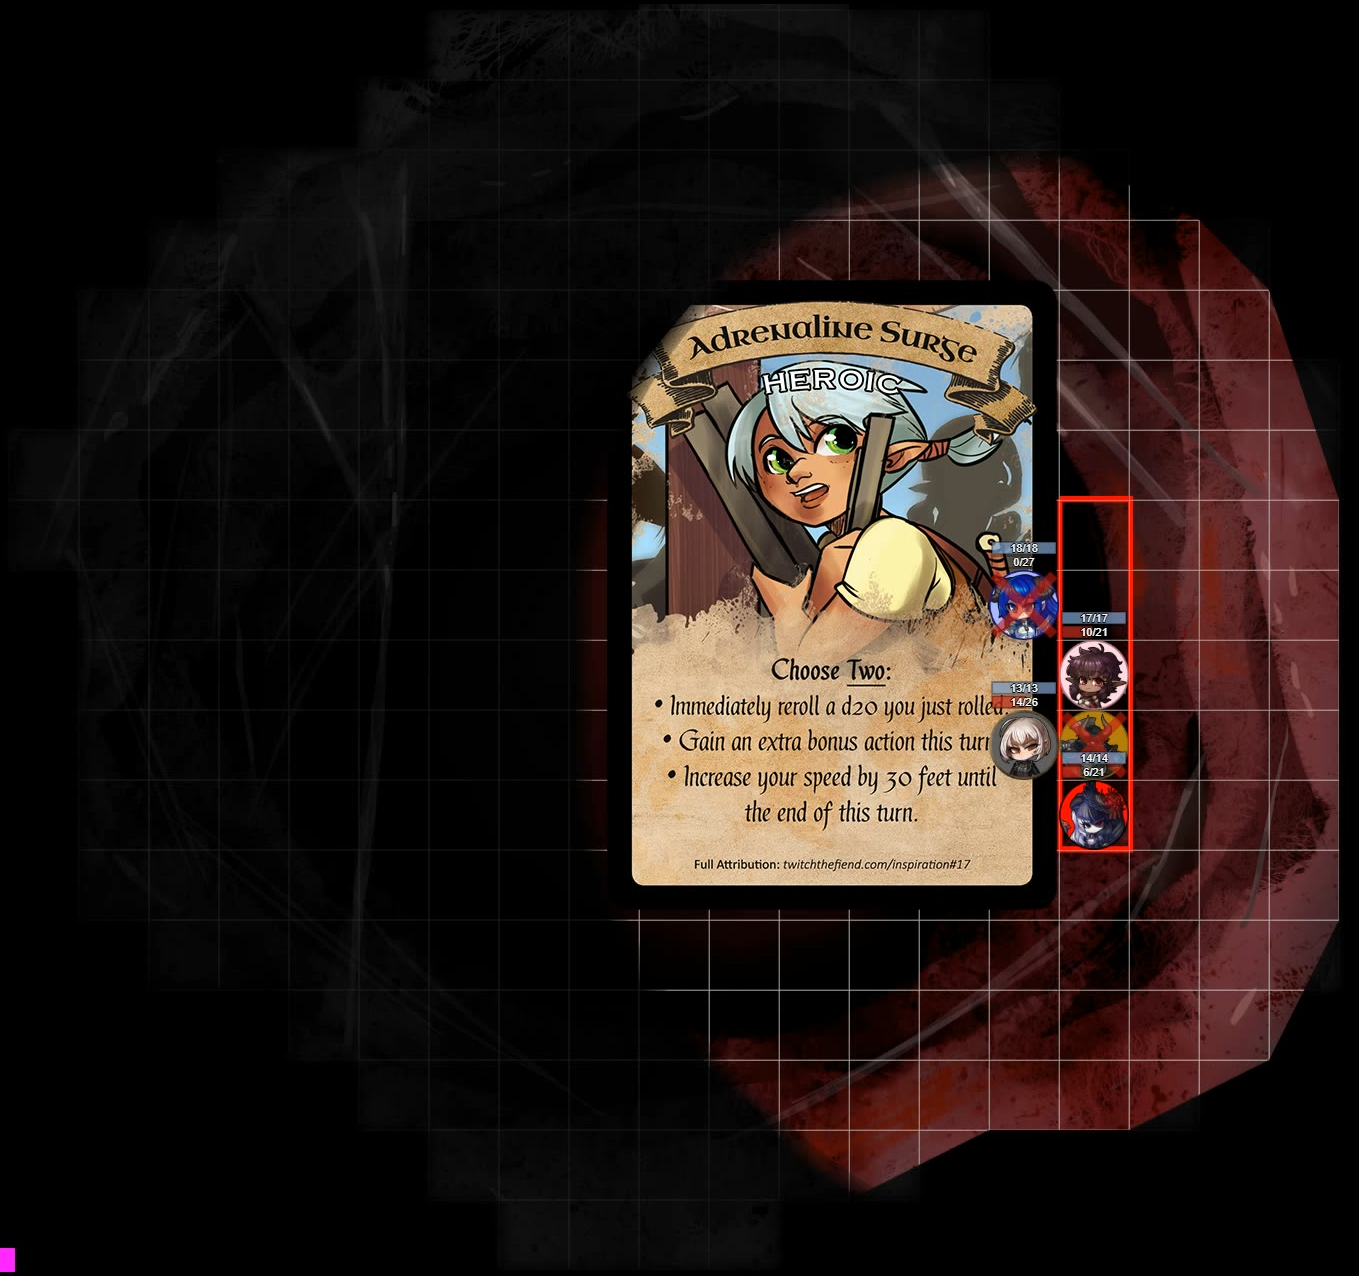 Adrenaline Surge
HEROIC
18/18
0/27
17/17
10/21
Choose Two:
13/13
14/26
• Immediately reroll a d20 you just rolled.
• Gain an extra bonus action this turn
14/14
6/21
• Increase your speed by 30 feet until
the end of this turn.
Full Attribution: twitchthefiend.com/inspiration#17